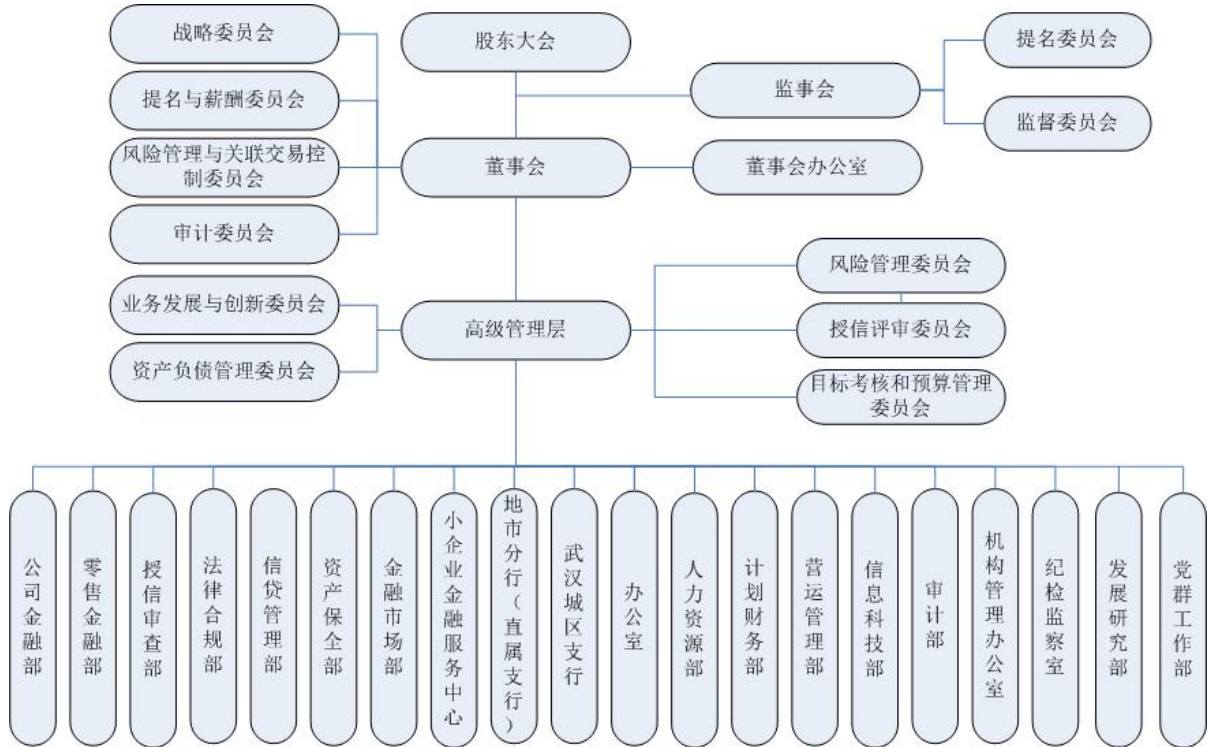 战略委员会
股东大会
提名委员会
提名与薪酬委员会
监事会
监督委员会
风险管理与关联交易控
制委员会
董事会
董事会办公室
审计委员会
风险管理委员会
业务发展与创新委员会
高级管理层
授信评审委员会
资产负债管理委员会
目标考核和预算管理
委员会
公司金融部
零售金融部
授信审查部
法律合规部
信贷管理部
资产保全部
金融市场部
小企业金融服务中心
地市分行（直属支行）
武汉城区支行
办公室
人力资源部
计划财务部
营运管理部
信息科技部
审计部
机构管理办公室
纪检监察室
发展研究部
党群工作部